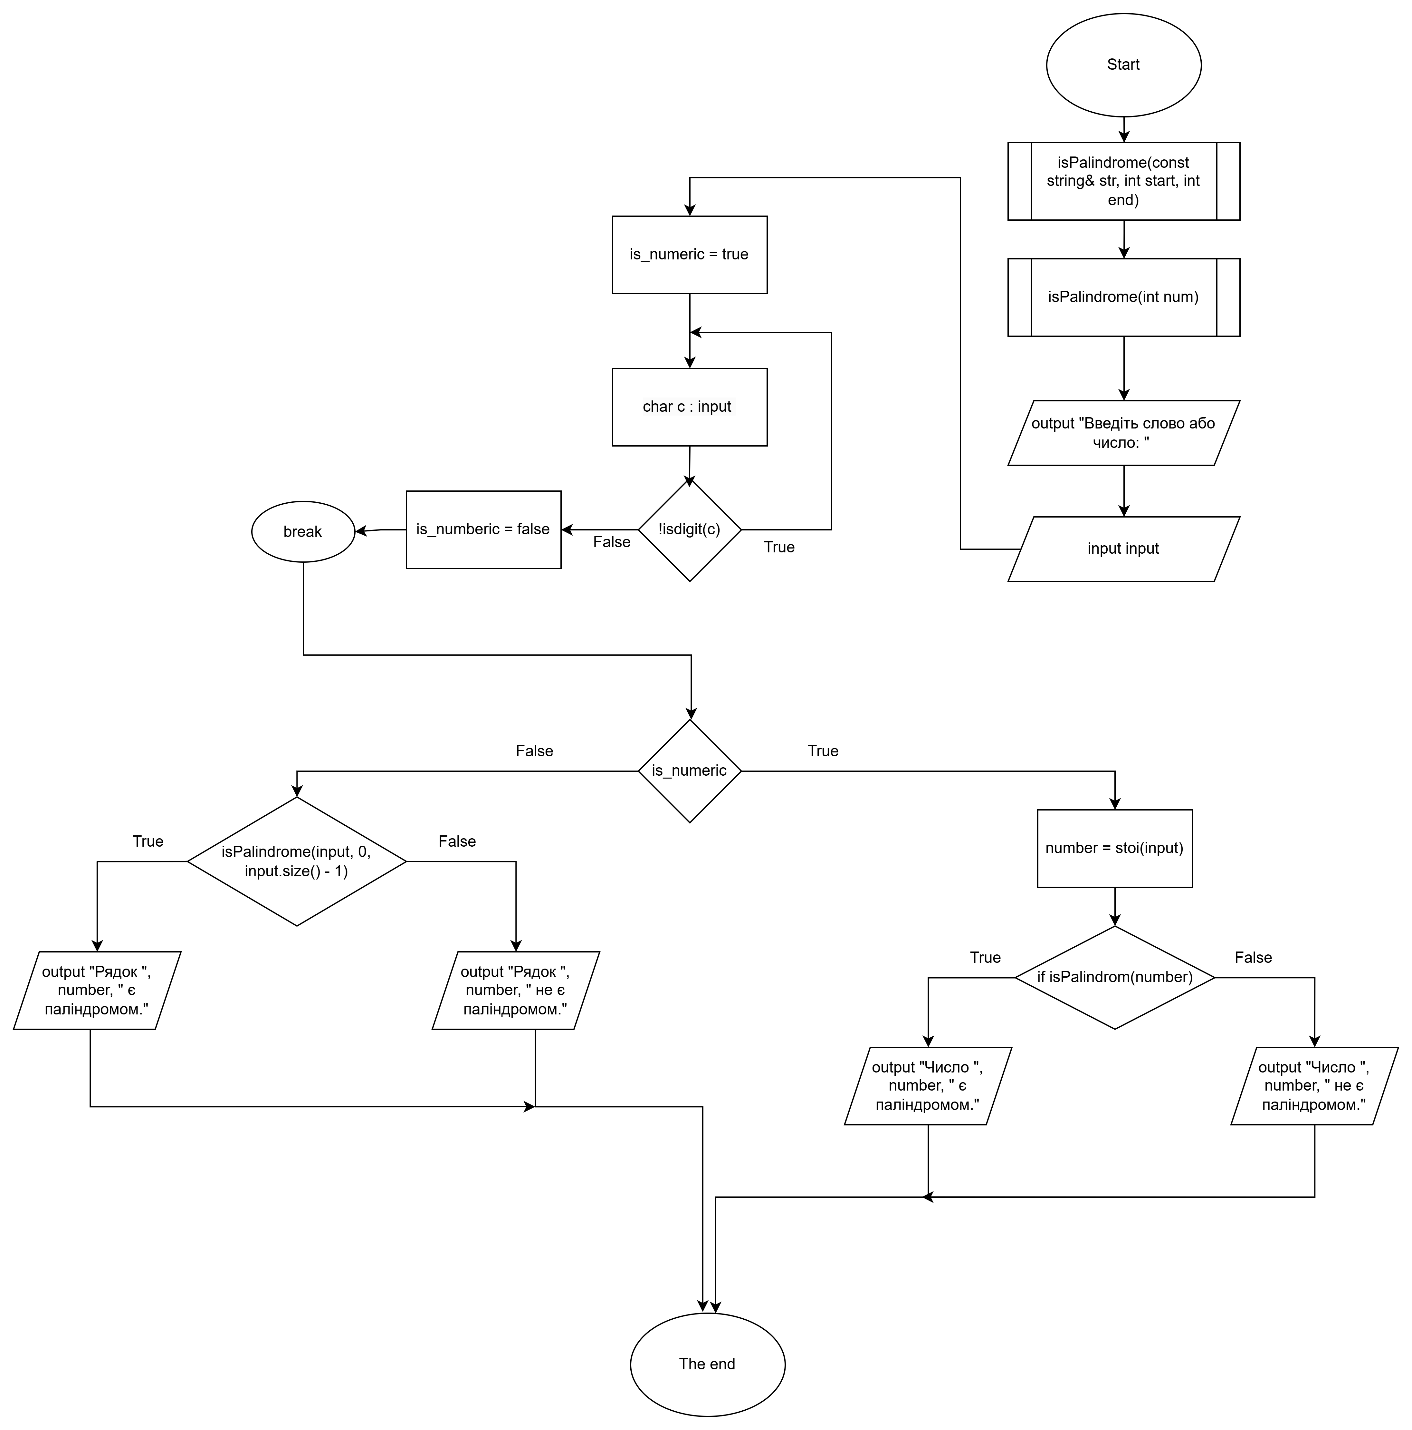 Start
isPalindrome(const
string& str, int start, int
end)
isPalindrome(int num)
output "Введіть слово або
число: "
input input
is_numeric = true
char c : input
!isdigit(c)
False
True
is_numberic = false
break
is_numeric
False
True
isPalindrome(input, 0,
input.size() - 1)
True
False
output "Рядок ",
number, " є
паліндромом."
output "Рядок ",
number, " не є
паліндромом."
number = stoi(input)
if isPalindrom(number)
True
False
output "Число ",
number, " є
паліндромом."
output "Число ",
number, " не є
паліндромом."
The end